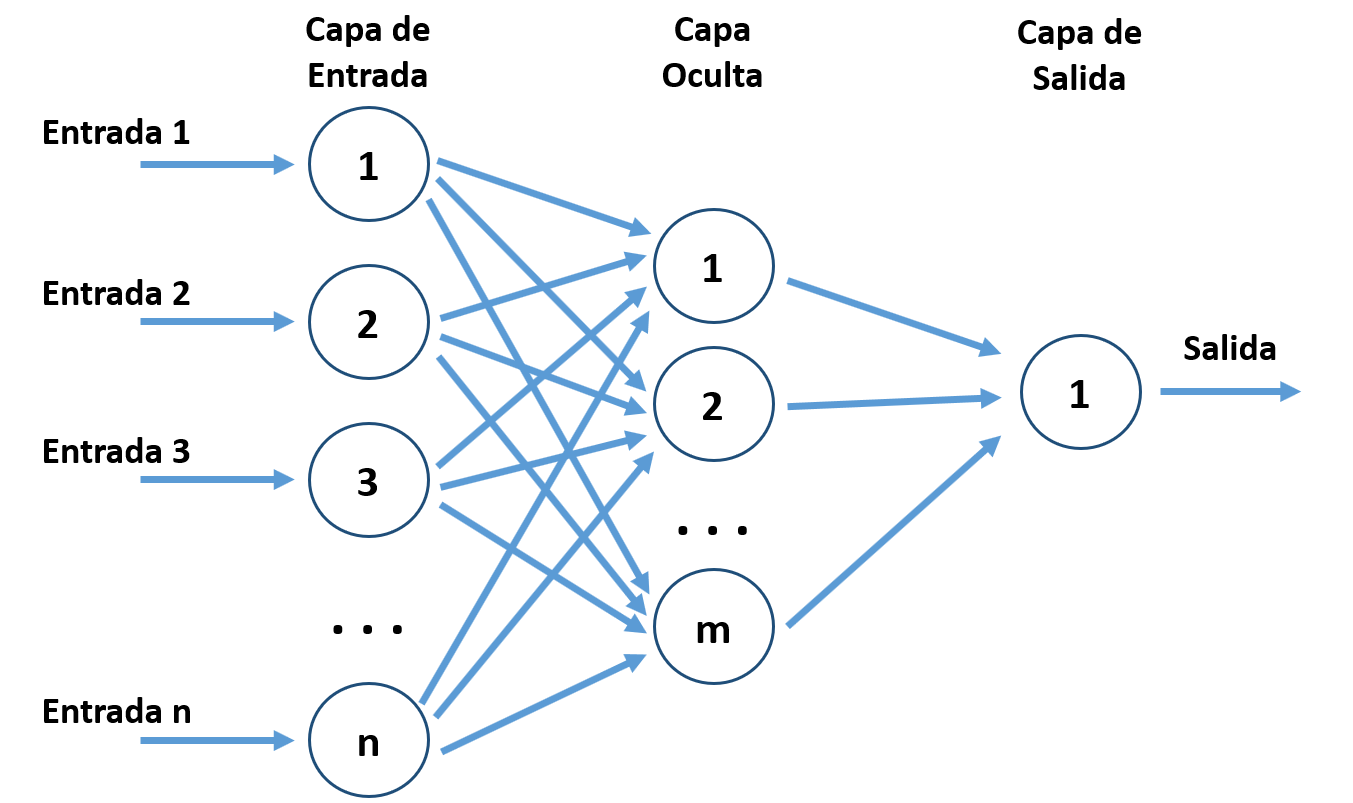 Capa de
Entrada
Capa
Oculta
Capa de
Salida
Entrada 1
1
Entrada 2
2
Entrada 3
3
. . .
Entrada n
n
1
2
. . .
m
1
Salida